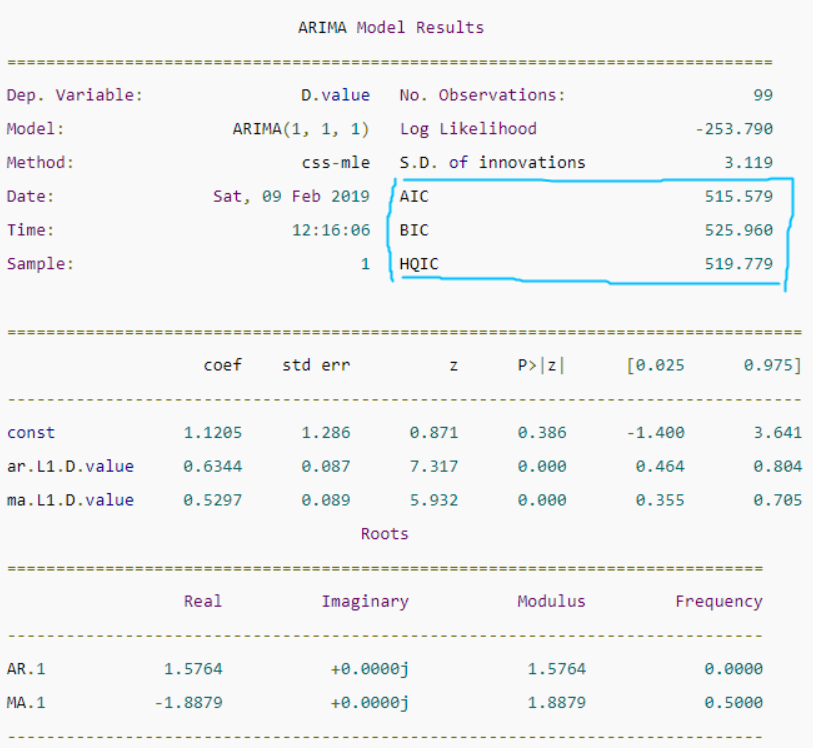 ARIMA Model Results
==============================================================================
Dep. Variable: D.value No. Observations: 99
Model: ARIMA(1, 1, 1) Log Likelihood -253.790
Method: css-mle S.D. of innovations 3.119
Date: Sat, 09 Feb 2019 AIC 515.579
Time: 12:16:06 BIC 525.960
Sample: 1 HQIC 519.779
=================================================================================
coef std err z P>|z| [0.025 0.975]
---------------------------------------------------------------------------------
const 1.1205 1.286 0.871 0.386 -1.400 3.641
ar.L1.D.value 0.6344 0.087 7.317 0.000 0.464 0.804
ma.L1.D.value 0.5297 0.089 5.932 0.000 0.355 0.705
Roots
=============================================================================
Real Imaginary Modulus Frequency
-----------------------------------------------------------------------------
AR.1 1.5764 +0.0000j 1.5764 0.0000
MA.1 -1.8879 +0.0000j 1.8879 0.5000
-----------------------------------------------------------------------------